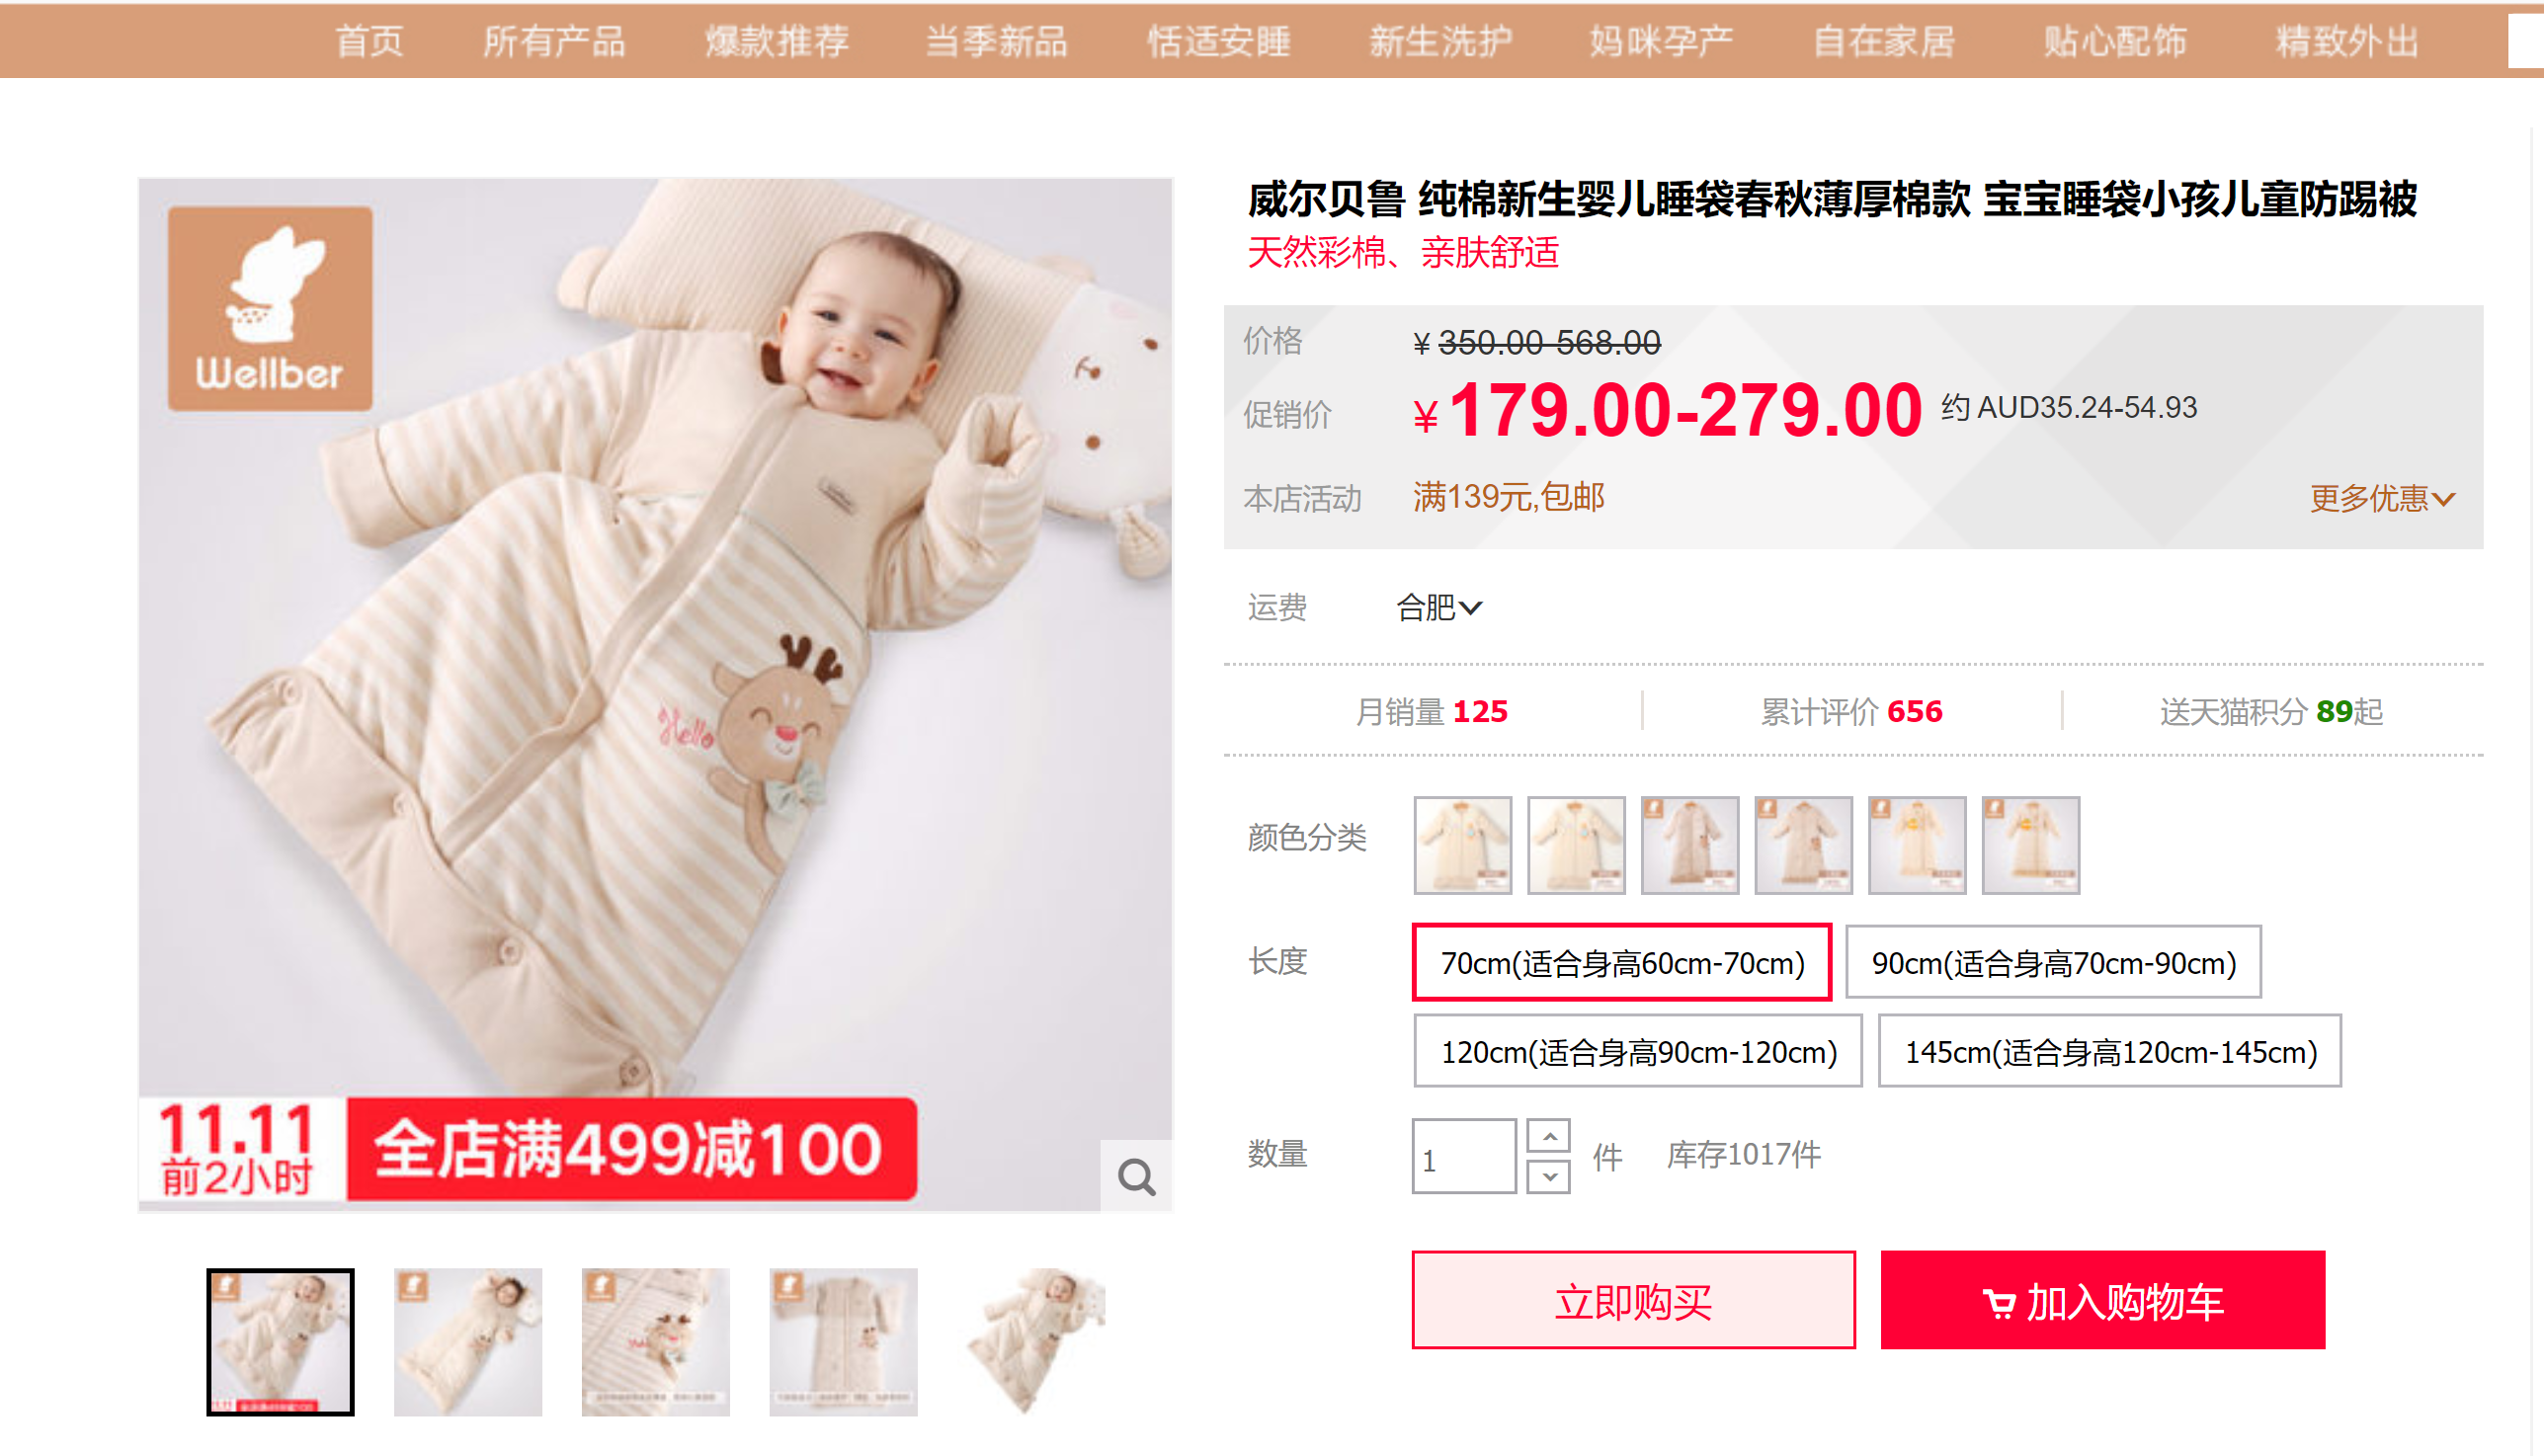 首页 所有产品 爆款推荐 当季新品 恬适安睡 新生洗护 妈咪孕产 自在家居 贴心配饰 精致外出
Wellber
Hello
11.11
前2小时
全店满499减100
威尔贝鲁 纯棉新生婴儿睡袋春秋薄厚棉款 宝宝睡袋小孩儿童防踢被
天然彩棉、亲肤舒适
价格 ¥ 350.00-568.00
促销价 ¥ 179.00-279.00 约 AUD35.24-54.93
本店活动 满139元,包邮 更多优惠
运费 合肥
月销量 125 累计评价 656 送天猫积分 89起
颜色分类
长度 70cm(适合身高60cm-70cm) 90cm(适合身高70cm-90cm)
120cm(适合身高90cm-120cm) 145cm(适合身高120cm-145cm)
数量 1 件 库存1017件
立即购买 加入购物车